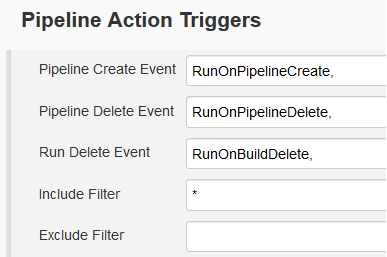 Pipeline Action Triggers
Pipeline Create Event RunOnPipelineCreate,
Pipeline Delete Event RunOnPipelineDelete,
Run Delete Event RunOnBuildDelete,
Include Filter *
Exclude Filter